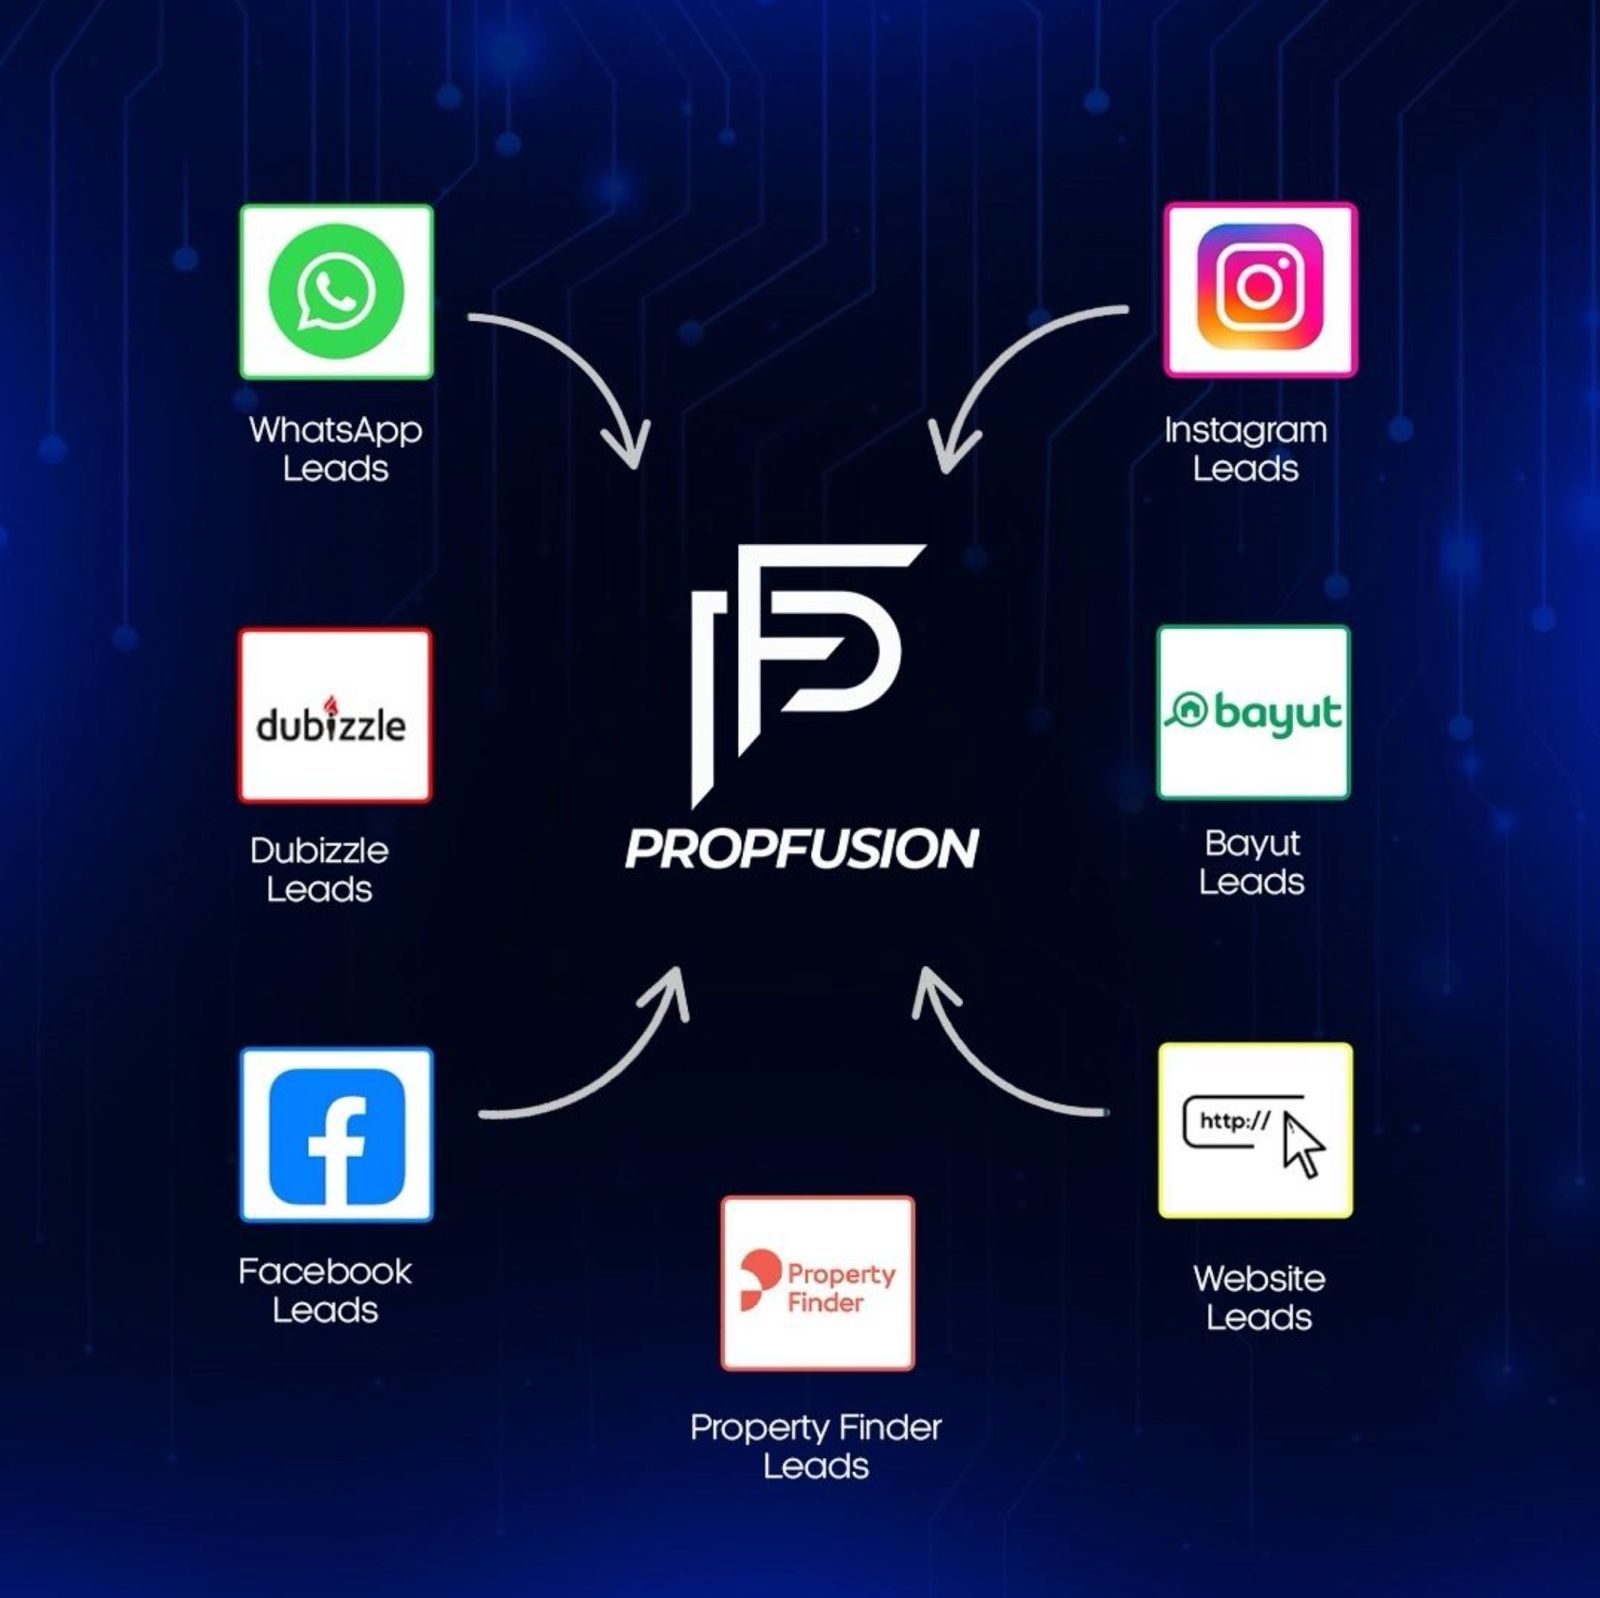 WhatsApp
Leads
Instagram
Leads
dubizzle
Dubizzle
Leads
PROPFUSION
bayut
Bayut
Leads
Facebook
Leads
Property
Finder
Property Finder
Leads
http://
Website
Leads